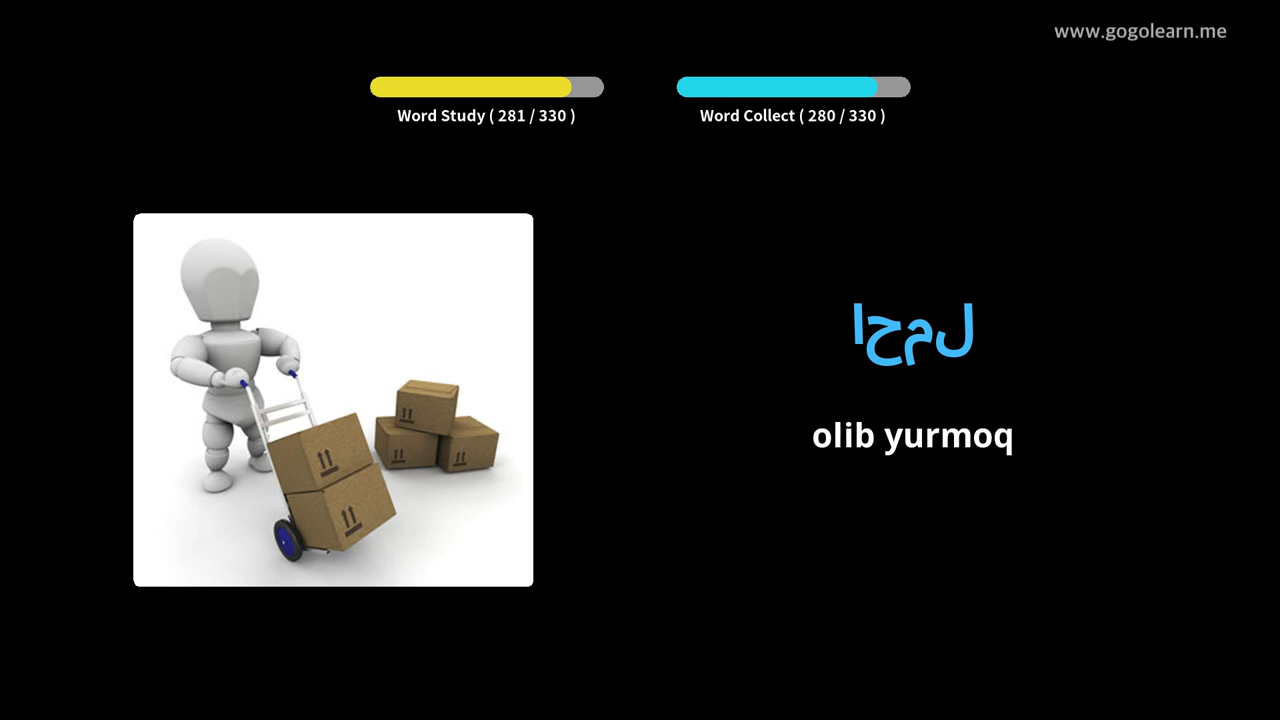 www.gogolearn.me
Word Study ( 281 / 330 )
Word Collect ( 280 / 330 )
احمل
olib yurmoq